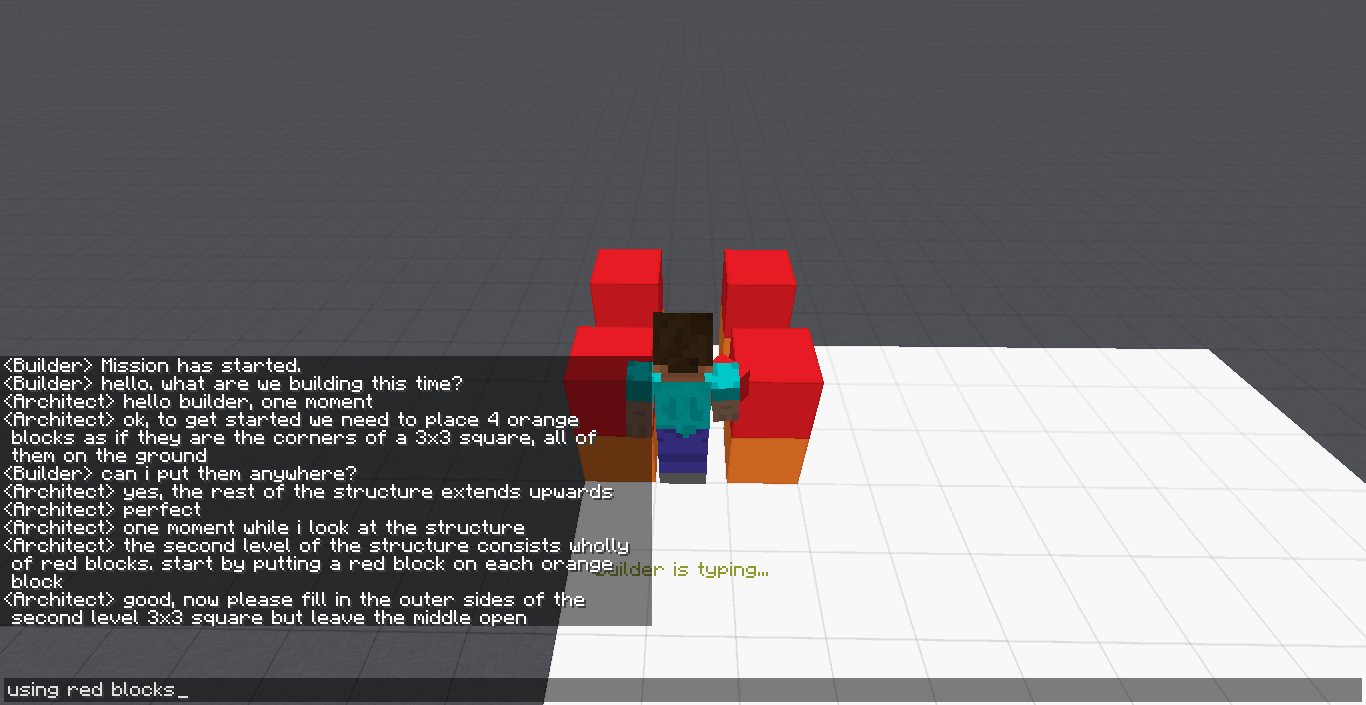 <Builder> Mission has started.
<Builder> hello. what are we building this time?
<Architect> hello builder, one moment
<Architect> ok, to get started we need to place 4 orange
blocks as if they are the corners of a 3x3 square, all of
them on the ground
<Builder> can i put them anywhere?
<Architect> yes, the rest of the structure extends upwards
<Architect> perfect
<Architect> one moment while i look at the structure
<Architect> the second level of the structure consists wholly
of red blocks. start by putting a red block on each orange
block
Builder is typing...
<Architect> good, now please fill in the outer sides of the
second level 3x3 square but leave the middle open
using red blocks_